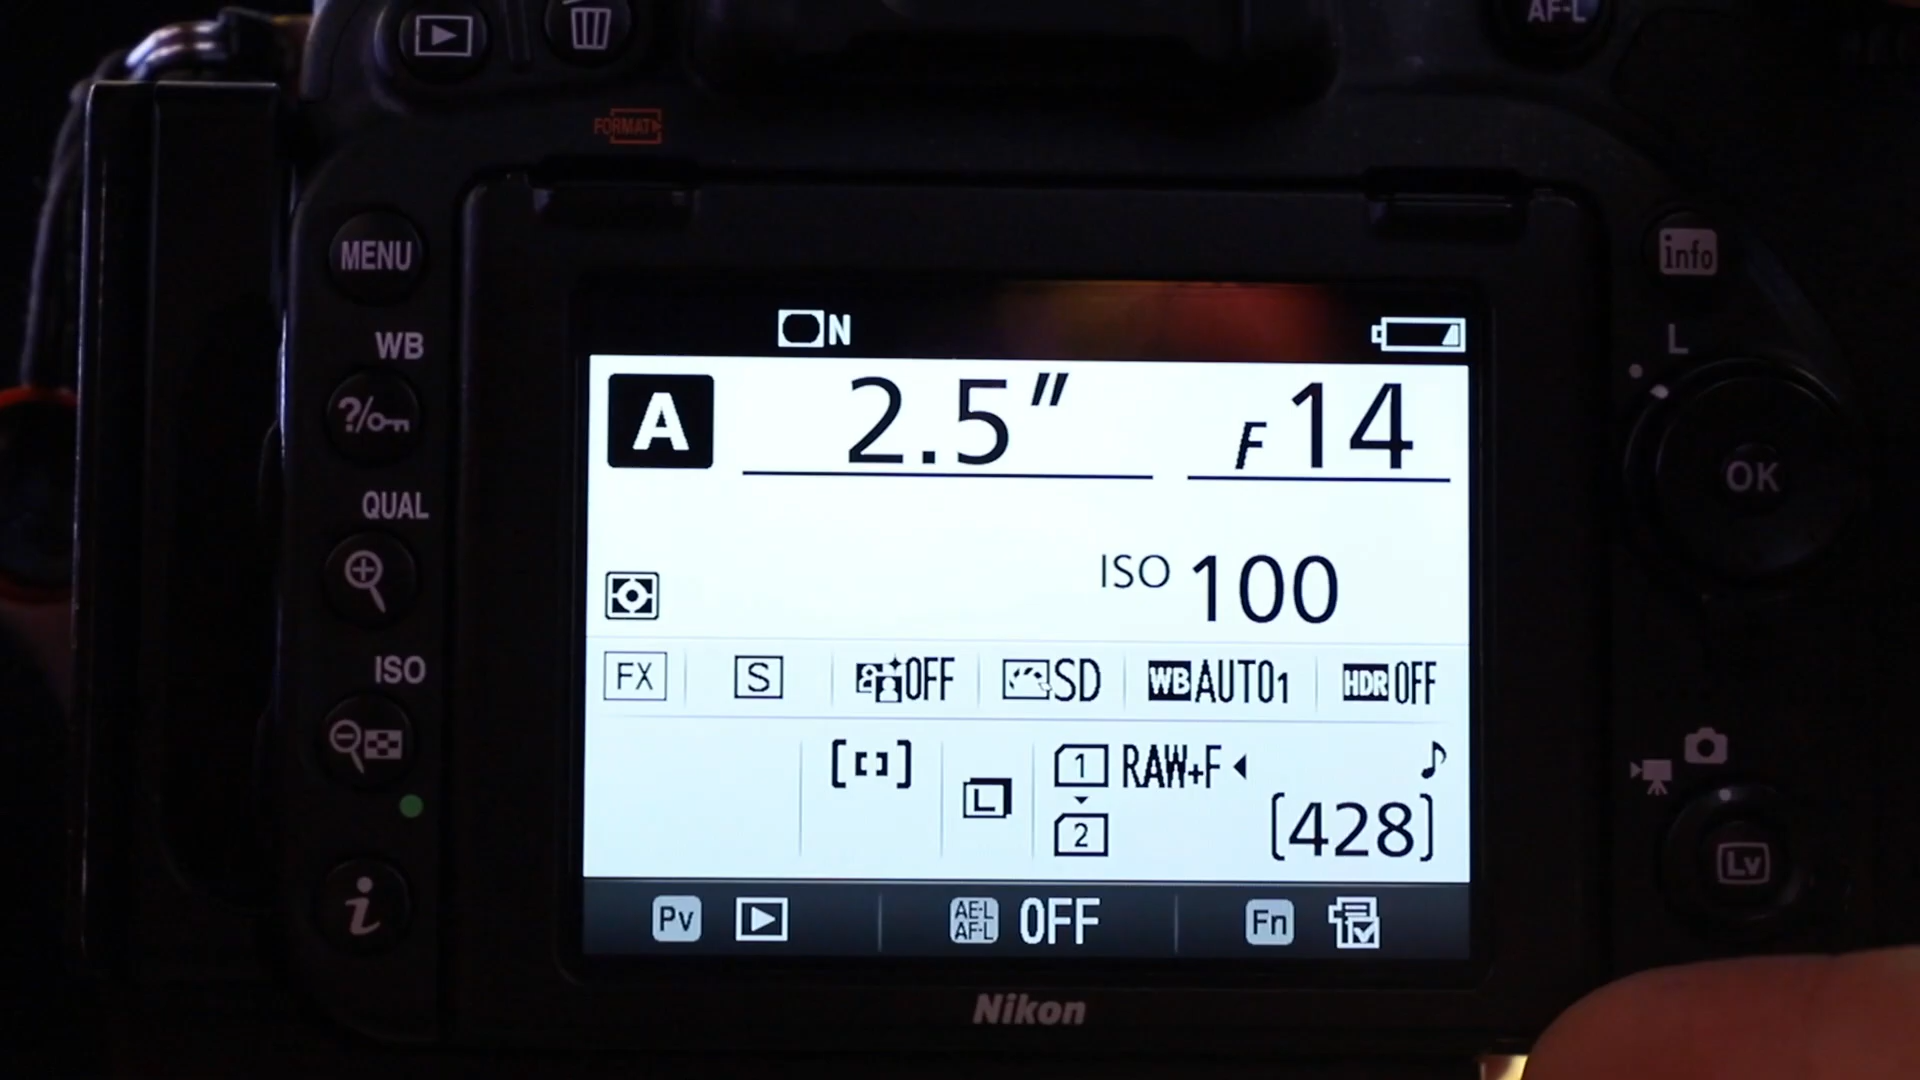 AF-L
FORMAT
MENU
info
N
WB
L
A 2.5" F14
?/
OK
QUAL
ISO 100
ISO
FX S OFF SD WB AUTO1 HDR OFF
1 RAW+F
L
2 [428]
Lv
i
Pv AE-L AF-L OFF Fn
Nikon